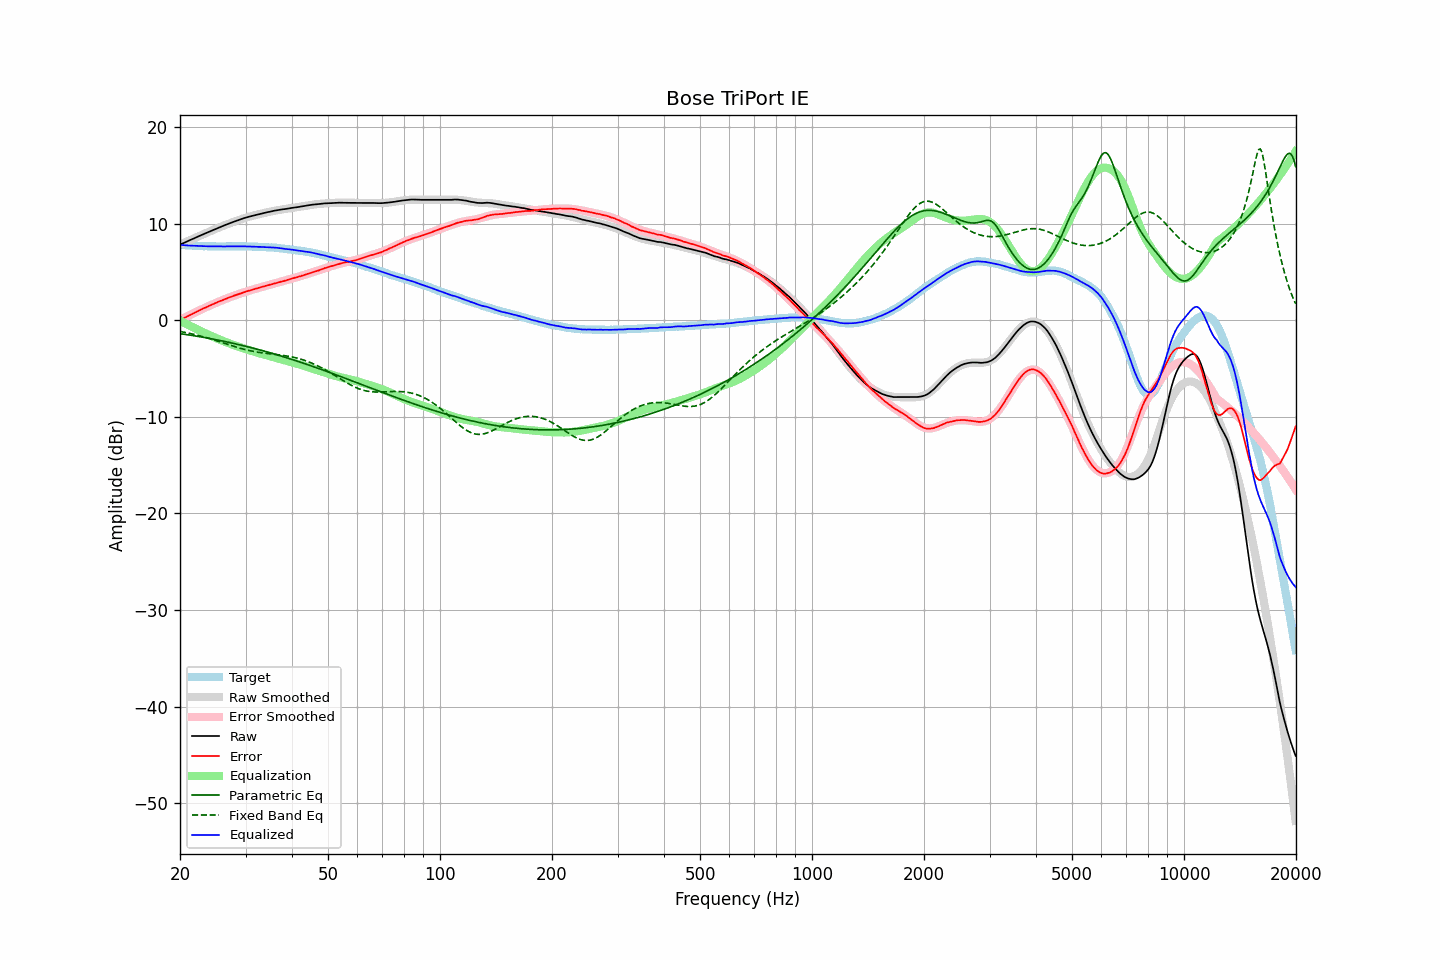 Bose TriPort IE
20
10
0
−10
−20
−30
−40
−50
Amplitude (dBr)
Target
Raw Smoothed
Error Smoothed
Raw
Error
Equalization
Parametric Eq
Fixed Band Eq
Equalized
20 50 100 200 500 1000 2000 5000 10000 20000
Frequency (Hz)